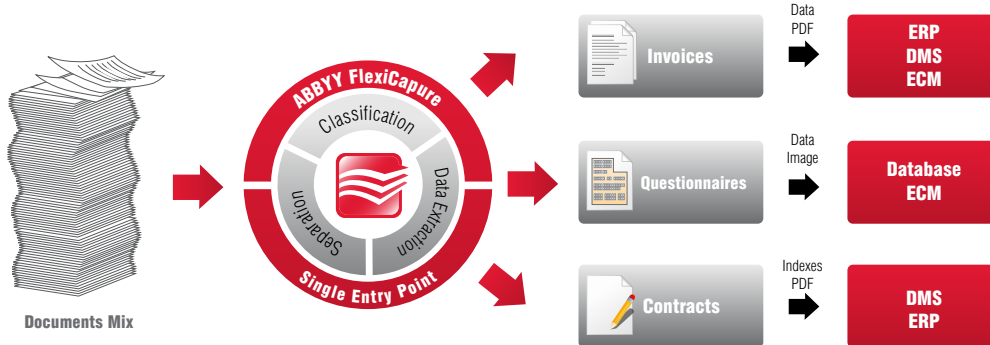 Documents Mix
ABBYY FlexiCapure
Classification
Separation
Data Extraction
Single Entry Point
Invoices
Data
PDF
ERP
DMS
ECM
Questionnaires
Data
Image
Database
ECM
Contracts
Indexes
PDF
DMS
ERP